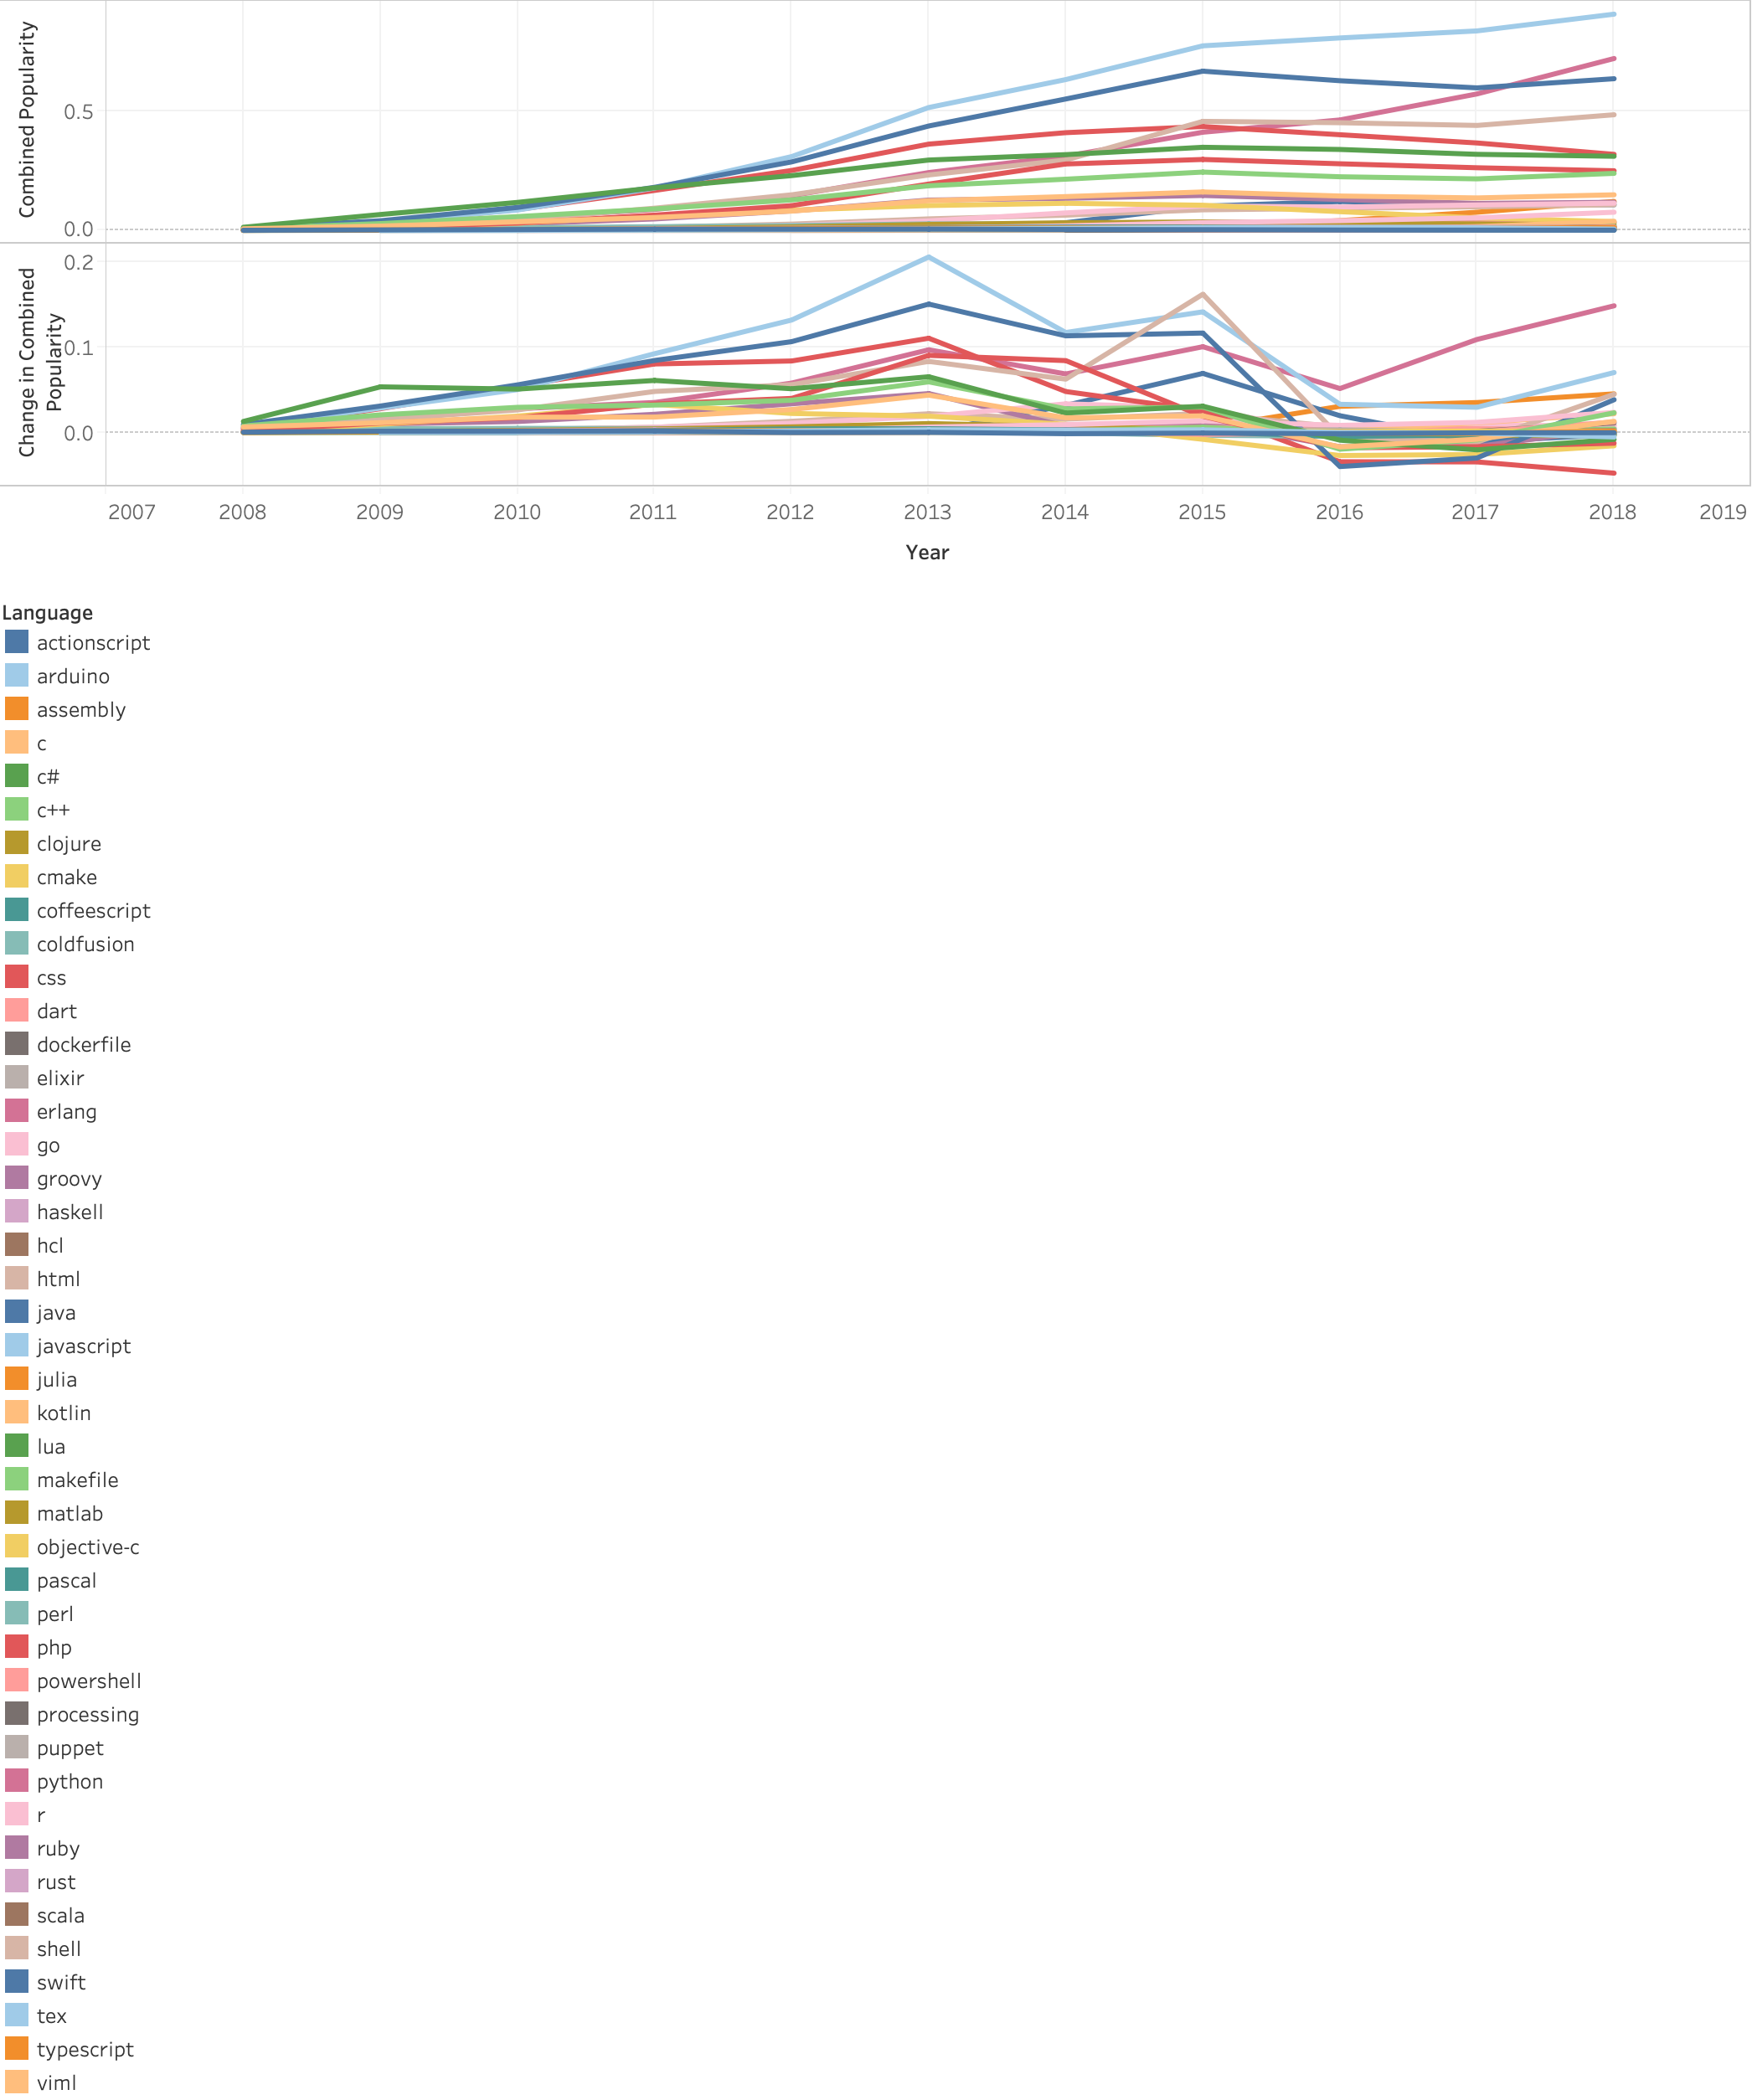 Combined Popularity
0.5
0.0
Change in Combined
Popularity
0.2
0.1
0.0
2007 2008 2009 2010 2011 2012 2013 2014 2015 2016 2017 2018 2019
Year
Language
actionscript
arduino
assembly
c
c#
c++
clojure
cmake
coffeescript
coldfusion
css
dart
dockerfile
elixir
erlang
go
groovy
haskell
hcl
html
java
javascript
julia
kotlin
lua
makefile
matlab
objective-c
pascal
perl
php
powershell
processing
puppet
python
r
ruby
rust
scala
shell
swift
tex
typescript
viml